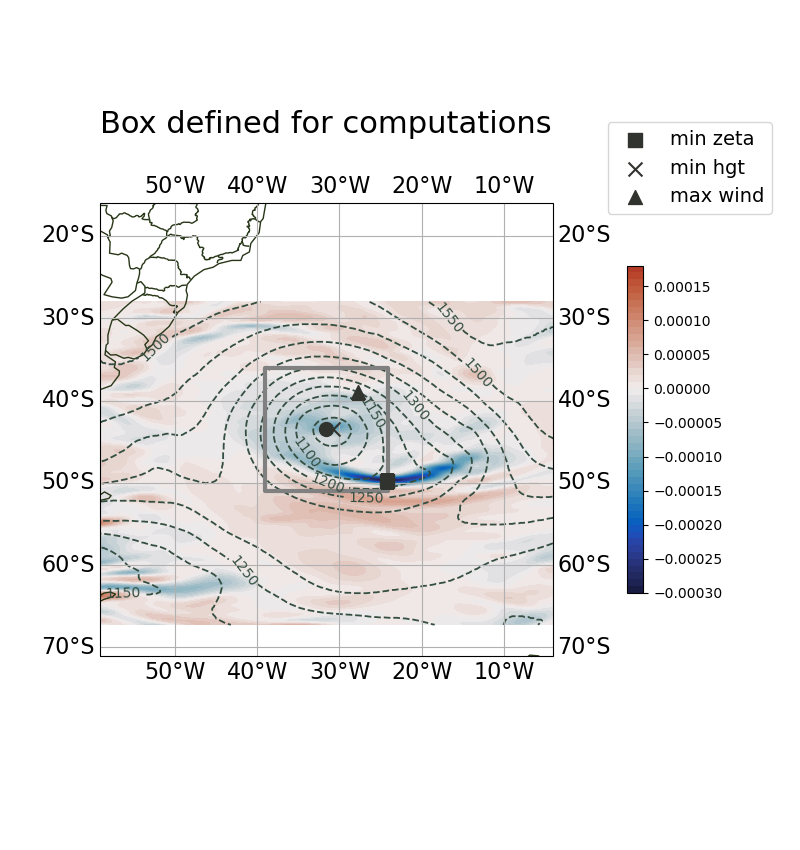 Box defined for computations
min zeta
min hgt
max wind
50°W 40°W 30°W 20°W 10°W
20°S 20°S
30°S 30°S
40°S 40°S
50°S 50°S
60°S 60°S
70°S 70°S
50°W 40°W 30°W 20°W 10°W
1550
1500
1500
1300
1150
1100
1200
1250
1250
1150
0.00015
0.00010
0.00005
0.00000
−0.00005
−0.00010
−0.00015
−0.00020
−0.00025
−0.00030